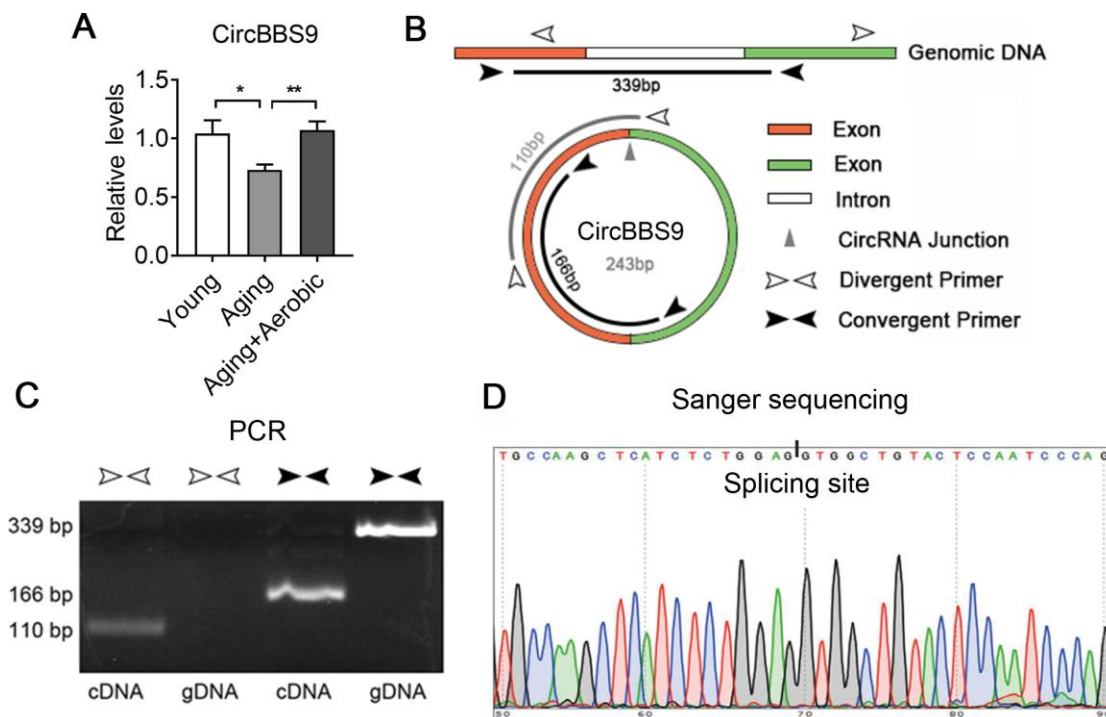 A
CircBBS9
Relative levels
1.5
1.0
0.5
0.0
*
**
Young
Aging
Aging+Aerobic
B
Genomic DNA
339bp
110bp
166bp
CircBBS9
243bp
Exon
Exon
Intron
CircRNA Junction
Divergent Primer
Convergent Primer
C
PCR
339 bp
166 bp
110 bp
cDNA gDNA cDNA gDNA
D
Sanger sequencing
TGCCAAGCTCATCTCTGGAGGTGGCTGTACTCCAATCCCAG
Splicing site
60 70 80